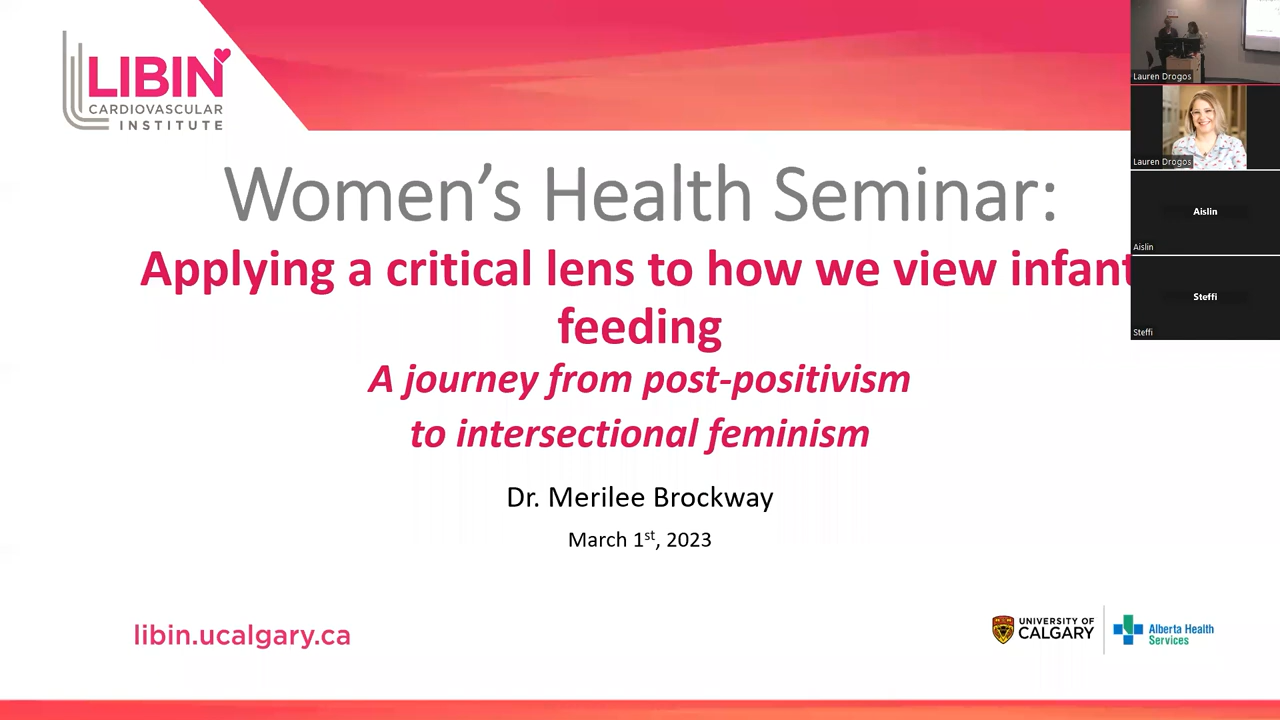 LIBIN
CARDIOVASCULAR
INSTITUTE
Women's Health Seminar:
Applying a critical lens to how we view infant
feeding
A journey from post-positivism
to intersectional feminism
Dr. Merilee Brockway
March 1st, 2023
libin.ucalgary.ca
UNIVERSITY OF
CALGARY
Alberta Health
Services
Lauren Drogos
Lauren Drogos
Aislin
Aislin
Steffi
Steffi